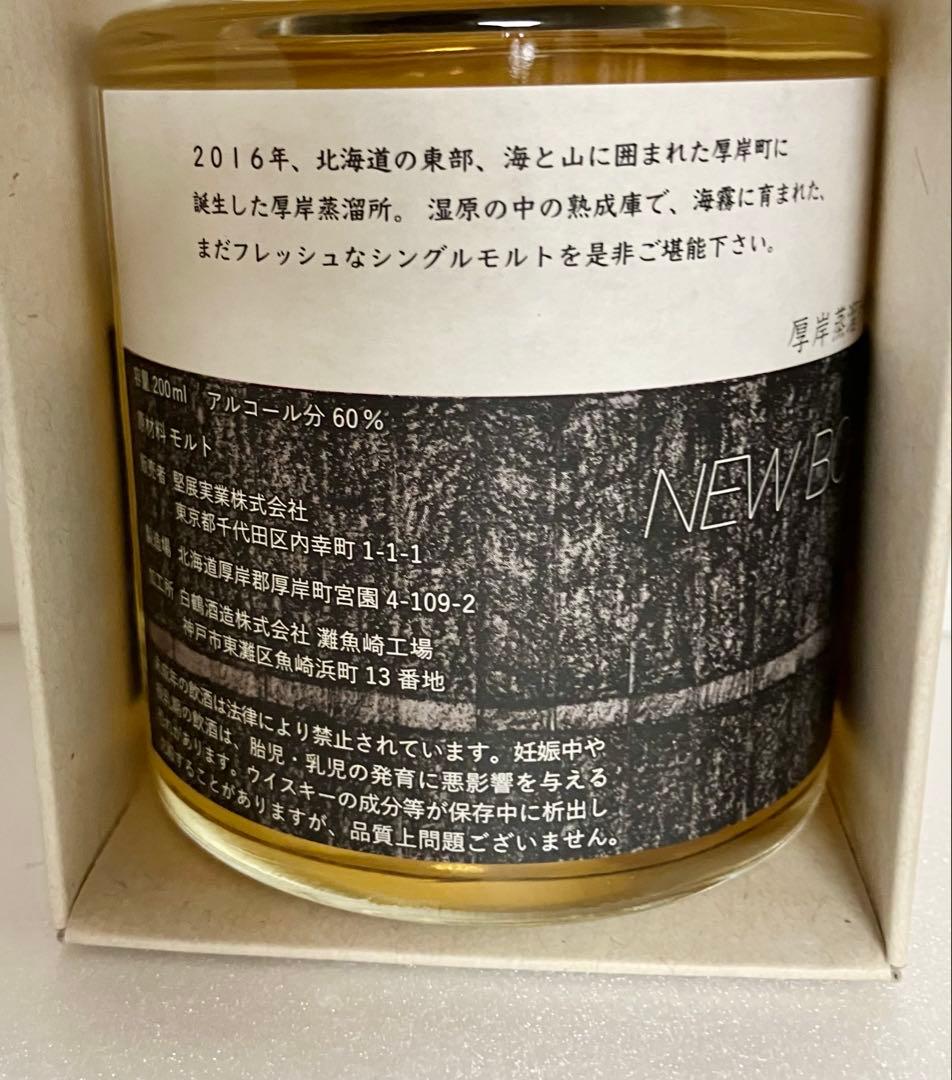 2016年、北海道の東部、海と山に囲まれた厚岸町に
誕生した厚岸蒸溜所。湿原の中の熟成庫で、海霧に育まれた、
まだフレッシュなシングルモルトを是非ご堪能下さい。
厚岸蒸溜
容量 200ml アルコール分 60%
原材料 モルト
堅展実業株式会社
東京都千代田区内幸町 1-1-1
製造場 北海道厚岸郡厚岸町宮園 4-109-2
加工所 白鶴酒造株式会社 灘魚崎工場
神戸市東灘区魚崎浜町 13 番地
NEW BO
年の飲酒は法律により禁止されています。妊娠中や
の飲酒は、胎児・乳児の発育に悪影響を与える
があります。ウイスキーの成分等が保存中に析出し
することがありますが、品質上問題ございません。